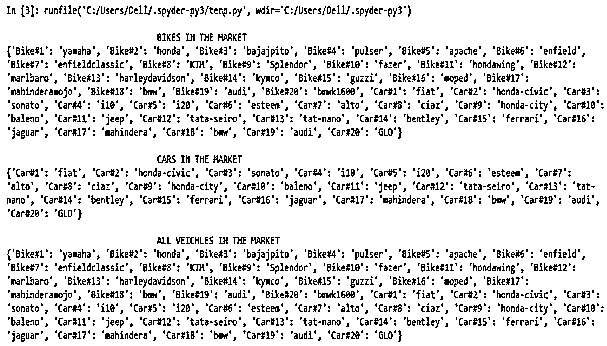 In [3]: runfile('C:/Users/Dell/.spyder-py3/temp.py', wdir='C:/Users/Dell/.spyder-py3')
BIKES IN THE MARKET
{'Bike#1': 'yamaha', 'Bike#2': 'honda', 'Bike#3': 'bajajpito', 'Bike#4': 'pulser', 'Bike#5': 'apache', 'Bike#6': 'enfield',
'Bike#7': 'enfieldclassic', 'Bike#8': 'KTM', 'Bike#9': 'Splendor', 'Bike#10': 'fazer', 'Bike#11': 'hondawing', 'Bike#12':
'marlbaro', 'Bike#13': 'harleydavidson', 'Bike#14': 'kymco', 'Bike#15': 'guzzi', 'Bike#16': 'moped', 'Bike#17':
'mahinderamojo', 'Bike#18': 'bmw', 'Bike#19': 'audi', 'Bike#20': 'bmwk1600', 'Car#1': 'fiat', 'Car#2': 'honda-civic', 'Car#3':
'sonato', 'Car#4': 'i10', 'Car#5': 'i20', 'Car#6': 'esteem', 'Car#7': 'alto', 'Car#8': 'ciaz', 'Car#9': 'honda-city', 'Car#10':
'baleno', 'Car#11': 'jeep', 'Car#12': 'tata-seiro', 'Car#13': 'tat-nano', 'Car#14': 'bentley', 'Car#15': 'ferrari', 'Car#16':
'jaguar', 'Car#17': 'mahindera', 'Car#18': 'bmw', 'Car#19': 'audi', 'Car#20': 'GLO'}
CARS IN THE MARKET
{'Car#1': 'fiat', 'Car#2': 'honda-civic', 'Car#3': 'sonato', 'Car#4': 'i10', 'Car#5': 'i20', 'Car#6': 'esteem', 'Car#7':
'alto', 'Car#8': 'ciaz', 'Car#9': 'honda-city', 'Car#10': 'baleno', 'Car#11': 'jeep', 'Car#12': 'tata-seiro', 'Car#13': 'tat-
nano', 'Car#14': 'bentley', 'Car#15': 'ferrari', 'Car#16': 'jaguar', 'Car#17': 'mahindera', 'Car#18': 'bmw', 'Car#19': 'audi',
'Car#20': 'GLO'}
ALL VEICHLES IN THE MARKET
{'Bike#1': 'yamaha', 'Bike#2': 'honda', 'Bike#3': 'bajajpito', 'Bike#4': 'pulser', 'Bike#5': 'apache', 'Bike#6': 'enfield',
'Bike#7': 'enfieldclassic', 'Bike#8': 'KTM', 'Bike#9': 'Splendor', 'Bike#10': 'fazer', 'Bike#11': 'hondawing', 'Bike#12':
'marlbaro', 'Bike#13': 'harleydavidson', 'Bike#14': 'kymco', 'Bike#15': 'guzzi', 'Bike#16': 'moped', 'Bike#17':
'mahinderamojo', 'Bike#18': 'bmw', 'Bike#19': 'audi', 'Bike#20': 'bmwk1600', 'Car#1': 'fiat', 'Car#2': 'honda-civic', 'Car#3':
'sonato', 'Car#4': 'i10', 'Car#5': 'i20', 'Car#6': 'esteem', 'Car#7': 'alto', 'Car#8': 'ciaz', 'Car#9': 'honda-city', 'Car#10':
'baleno', 'Car#11': 'jeep', 'Car#12': 'tata-seiro', 'Car#13': 'tat-nano', 'Car#14': 'bentley', 'Car#15': 'ferrari', 'Car#16':
'jaguar', 'Car#17': 'mahindera', 'Car#18': 'bmw', 'Car#19': 'audi', 'Car#20': 'GLO'}